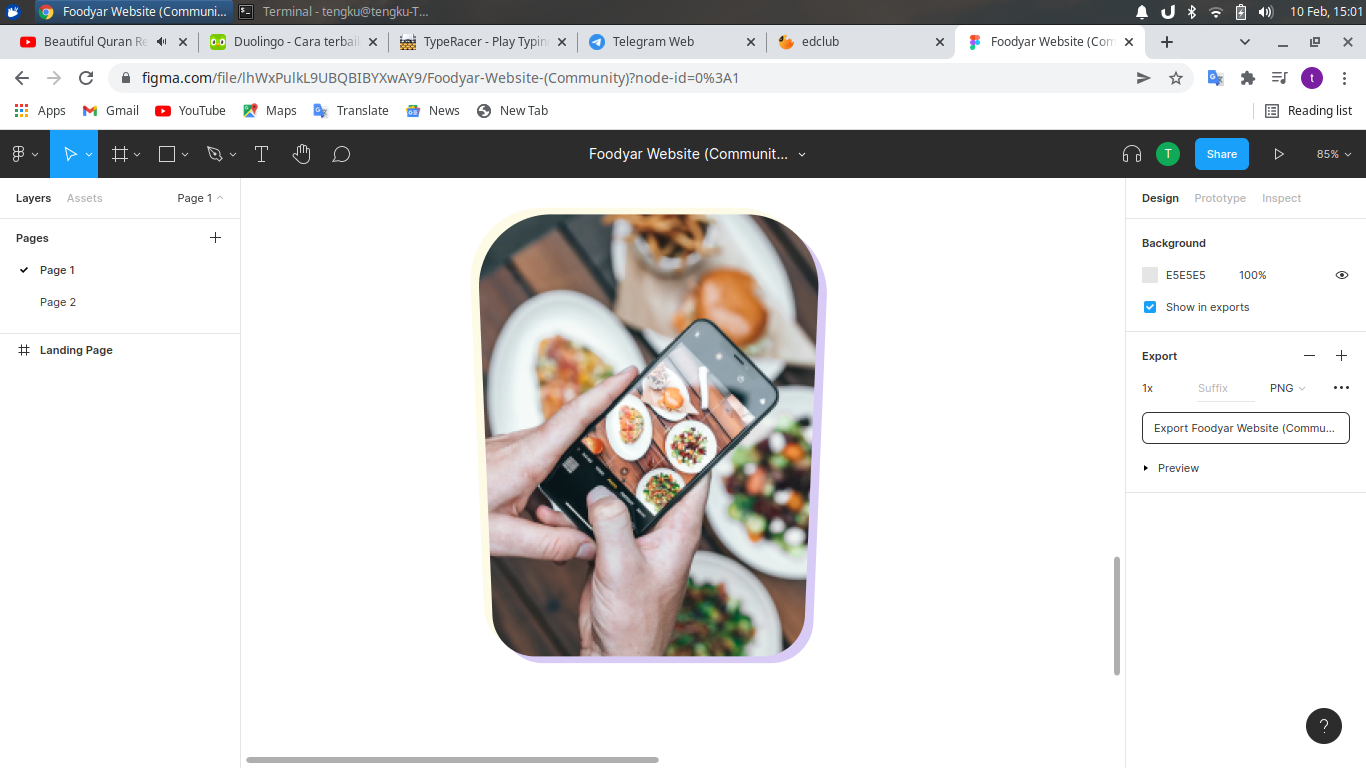 Foodyar Website (Communi...
Terminal - tengku@tengku-T...
10 Feb, 15:01
Beautiful Quran Re
Duolingo - Cara terbai
TypeRacer - Play Typin
Telegram Web
edclub
Foodyar Website (Com
figma.com/file/lhWxPulkL9UBQBIBYXwAY9/Foodyar-Website-(Community)?node-id=0%3A1
t
Apps
Gmail
YouTube
Maps
Translate
News
New Tab
Reading list
Foodyar Website (Communit...
T
Share
85%
Layers
Assets
Page 1
Design
Prototype
Inspect
Pages
Page 1
Page 2
Landing Page
Background
E5E5E5
100%
Show in exports
Export
1x
Suffix
PNG
Export Foodyar Website (Commu...
Preview
?